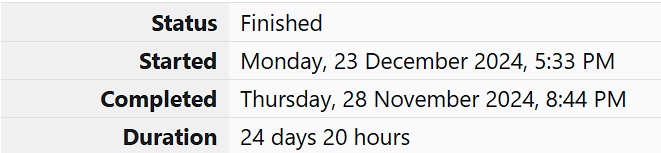 Status Finished
Started Monday, 23 December 2024, 5:33 PM
Completed Thursday, 28 November 2024, 8:44 PM
Duration 24 days 20 hours